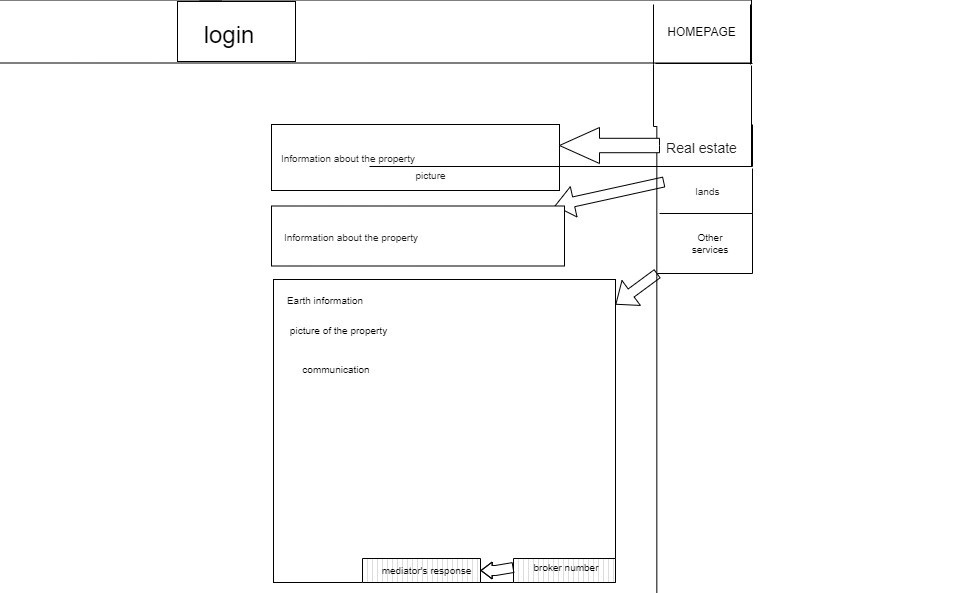 login
HOMEPAGE
Real estate
Information about the property
picture
lands
Information about the property
Other
services
Earth information
picture of the property
communication
mediator's response
broker number